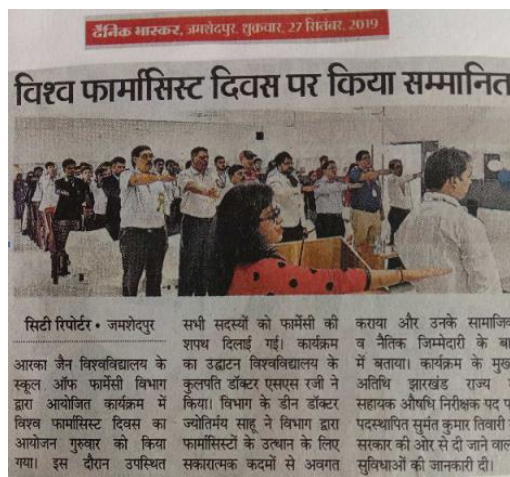 दैनिक भास्कर, जमशेदपुर, शुक्रवार, 27 सितंबर, 2019
विश्व फार्मासिस्ट दिवस पर किया सम्मानित
सिटी रिपोर्टर • जमशेदपुर
आरका जैन विश्वविद्यालय के
स्कूल ऑफ फार्मेसी विभाग
द्वारा आयोजित कार्यक्रम में
विश्व फार्मासिस्ट दिवस का
आयोजन गुरुवार को किया
गया। इस दौरान उपस्थित
सभी सदस्यों को फार्मेसी की
शपथ दिलाई गई। कार्यक्रम
का उद्घाटन विश्वविद्यालय के
कुलपति डॉक्टर एसएस रजी ने
किया। विभाग के डीन डॉक्टर
ज्योतिर्मय साहू ने विभाग द्वारा
फार्मासिस्टों के उत्थान के लिए
सकारात्मक कदमों से अवगत
कराया और उनके सामाजिक
व नैतिक जिम्मेदारी के
में बताया। कार्यक्रम के
अतिथि झारखंड राज्य
सहायक औषधि निरीक्षक पद
पदस्थापित सुमंत कुमार तिवारी
सरकार की ओर से दी जाने
सुविधाओं की जानकारी दी।